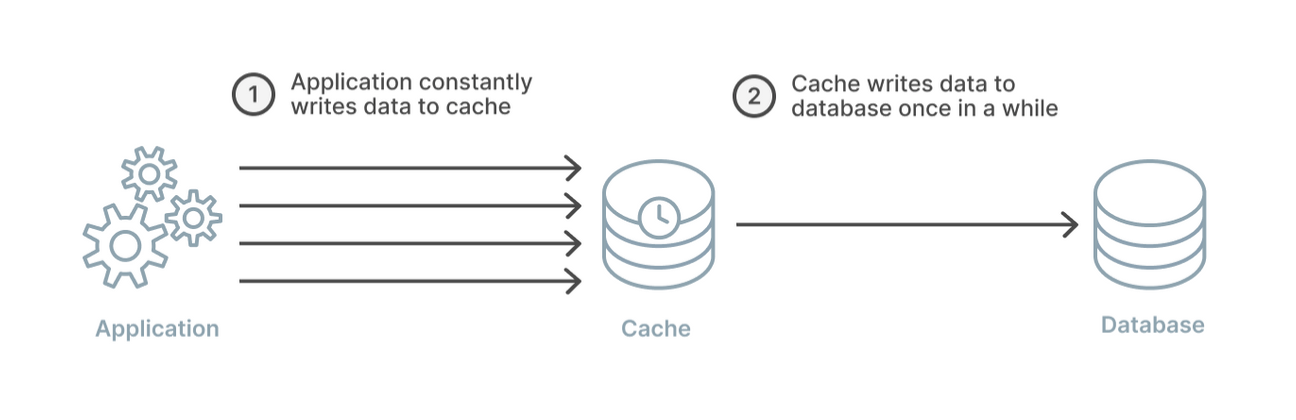 1
Application constantly
writes data to cache
2
Cache writes data to
database once in a while
Application
Cache
Database